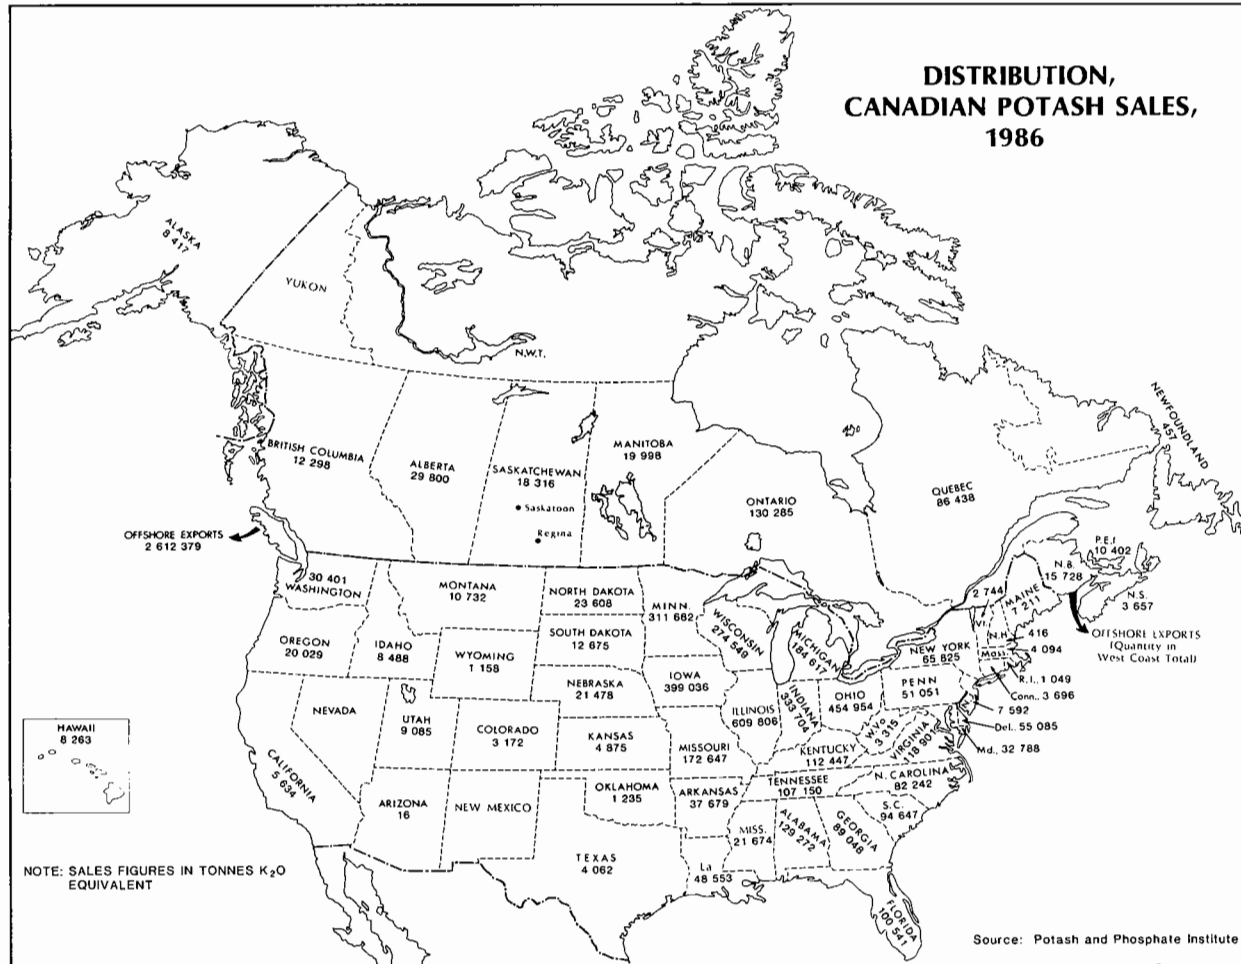 DISTRIBUTION,
CANADIAN POTASH SALES,
1986
ALASKA
8 417
YUKON
N.W.T.
BRITISH COLUMBIA
12 298
ALBERTA
29 800
SASKATCHEWAN
18 316
Saskatoon
Regina
MANITOBA
19 998
ONTARIO
130 285
QUEBEC
86 438
NEWFOUNDLAND
457
P.E.I
10 402
N.B.
15 728
N.S.
3 657
OFFSHORE EXPORTS
2 612 379
OFFSHORE EXPORTS
(Quantity in
West Coast Total)
30 401
WASHINGTON
MONTANA
10 732
NORTH DAKOTA
23 608
MINN.
311 662
WISCONSIN
274 549
MICHIGAN
184 617
2 744
VT.
MAINE
7 211
N.H.
416
Mass.
4 094
R.I., 1 049
Conn., 3 696
NEW YORK
65 825
OREGON
20 029
IDAHO
8 488
WYOMING
1 158
SOUTH DAKOTA
12 675
NEBRASKA
21 478
IOWA
399 036
ILLINOIS
609 806
INDIANA
333 704
OHIO
454 954
PENN
51 051
N.J.
7 592
Del., 55 085
Md., 32 788
W.Va
3 315
VIRGINIA
118 901
NEVADA
UTAH
9 085
COLORADO
3 172
KANSAS
4 875
MISSOURI
172 647
KENTUCKY
112 447
HAWAII
8 263
CALIFORNIA
5 634
ARIZONA
16
NEW MEXICO
OKLAHOMA
1 235
ARKANSAS
37 679
TENNESSEE
107 150
N. CAROLINA
82 242
S.C.
94 647
TEXAS
4 062
La
48 553
MISS.
21 674
ALABAMA
129 272
GEORGIA
89 048
FLORIDA
100 541
NOTE: SALES FIGURES IN TONNES K₂O
EQUIVALENT
Source: Potash and Phosphate Institute